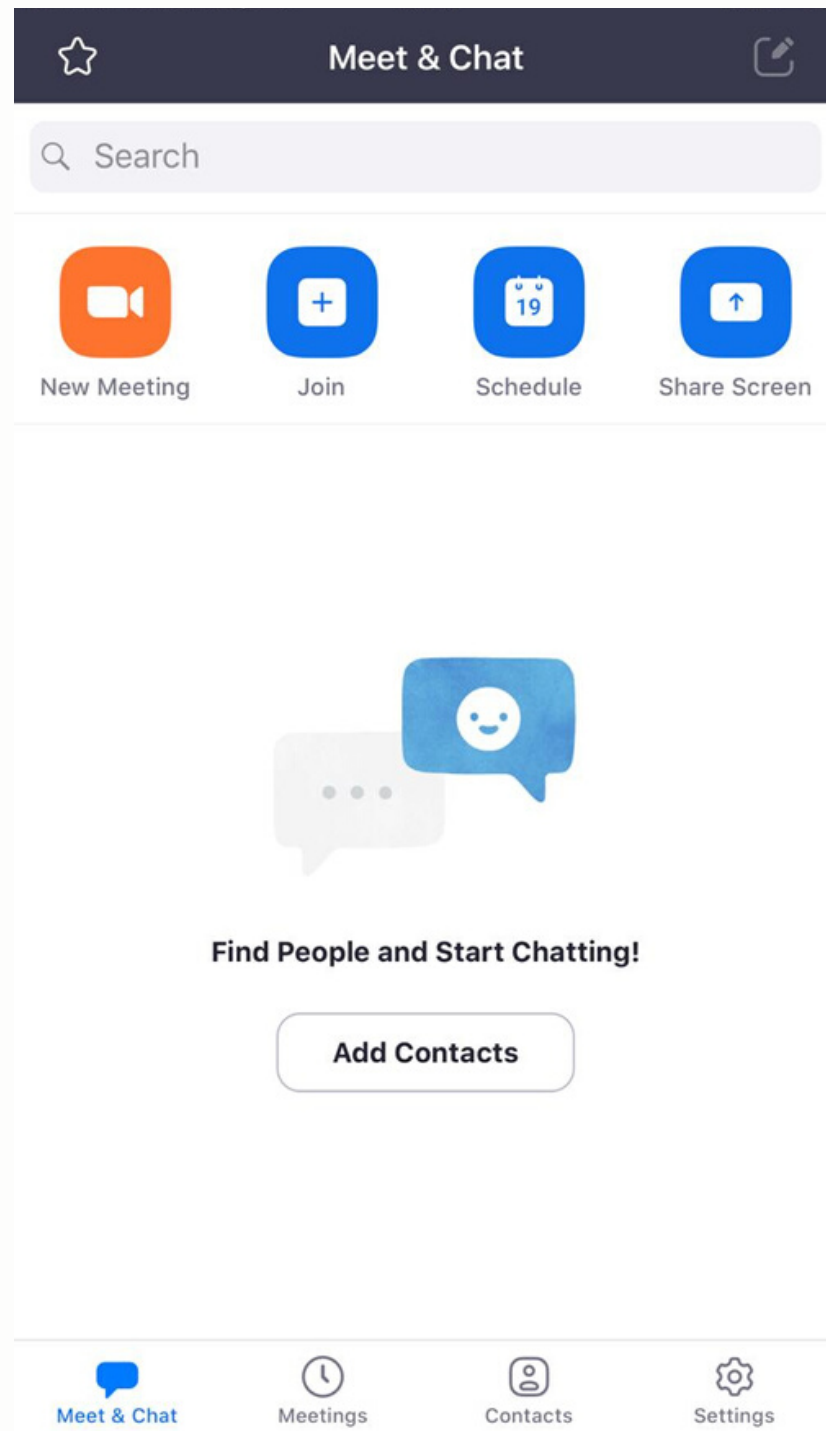 Meet & Chat
Search
19
New Meeting Join Schedule Share Screen
Find People and Start Chatting!
Add Contacts
Meet & Chat Meetings Contacts Settings